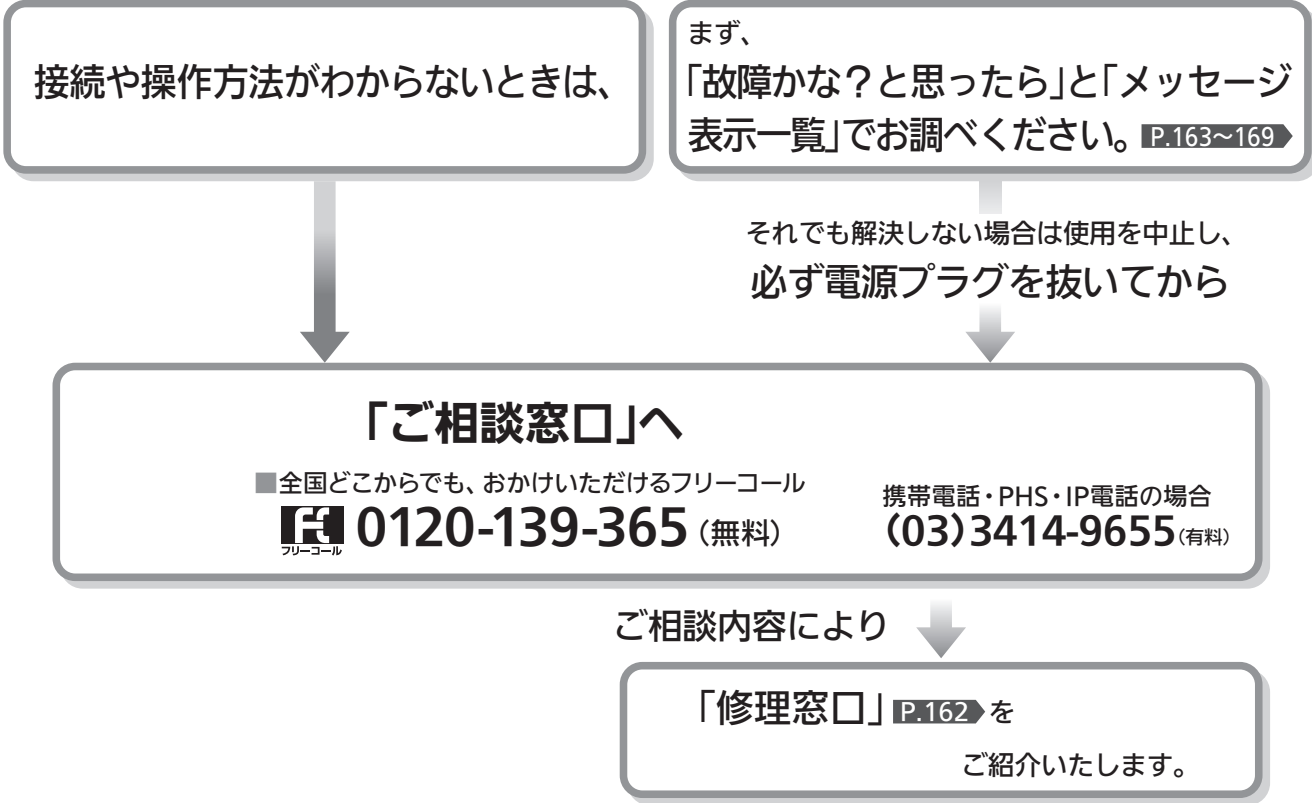 接続や操作方法がわからないときは、
まず、
「故障かな？と思ったら」と「メッセージ
表示一覧」でお調べください。 P.163～169
それでも解決しない場合は使用を中止し、
必ず電源プラグを抜いてから
「ご相談窓口」へ
■全国どこからでも、おかけいただけるフリーコール
フリーコール 0120-139-365（無料）
携帯電話・PHS・IP電話の場合
（03）3414-9655（有料）
ご相談内容により
「修理窓口」 P.162 を
ご紹介いたします。